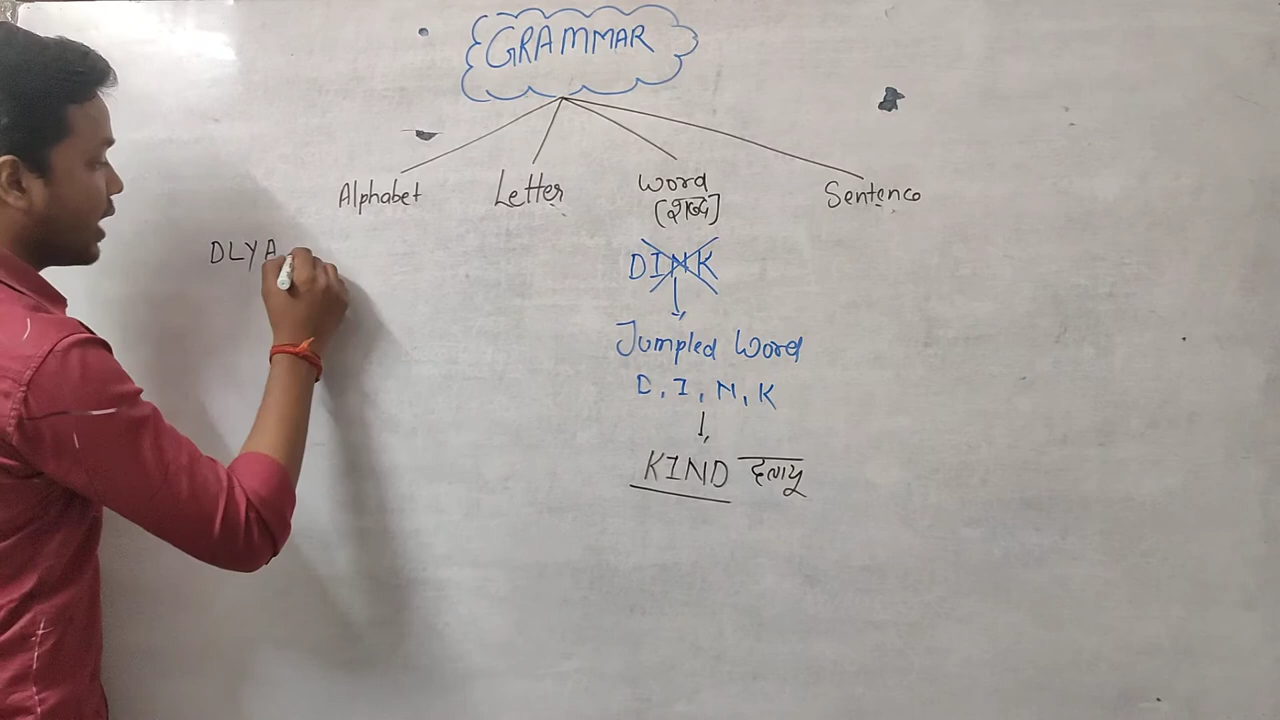 GRAMMAR
Alphabet Letter Word Sentence
[शब्द]
DLYA
DINK
Jumpled Word
D, I, N, K
KIND दयालू